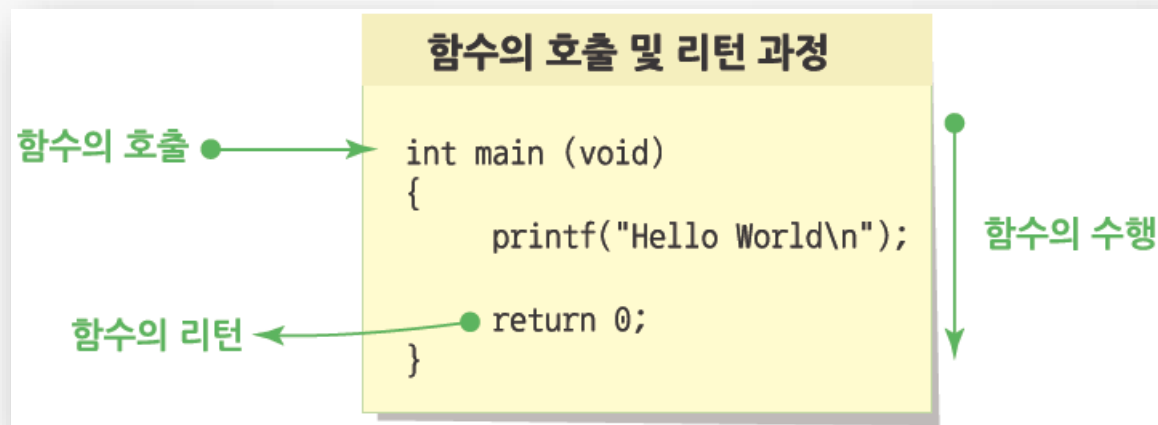 함수의 호출 및 리턴 과정
함수의 호출
int main (void)
{
printf("Hello World\n");
함수의 수행
return 0;
함수의 리턴
}